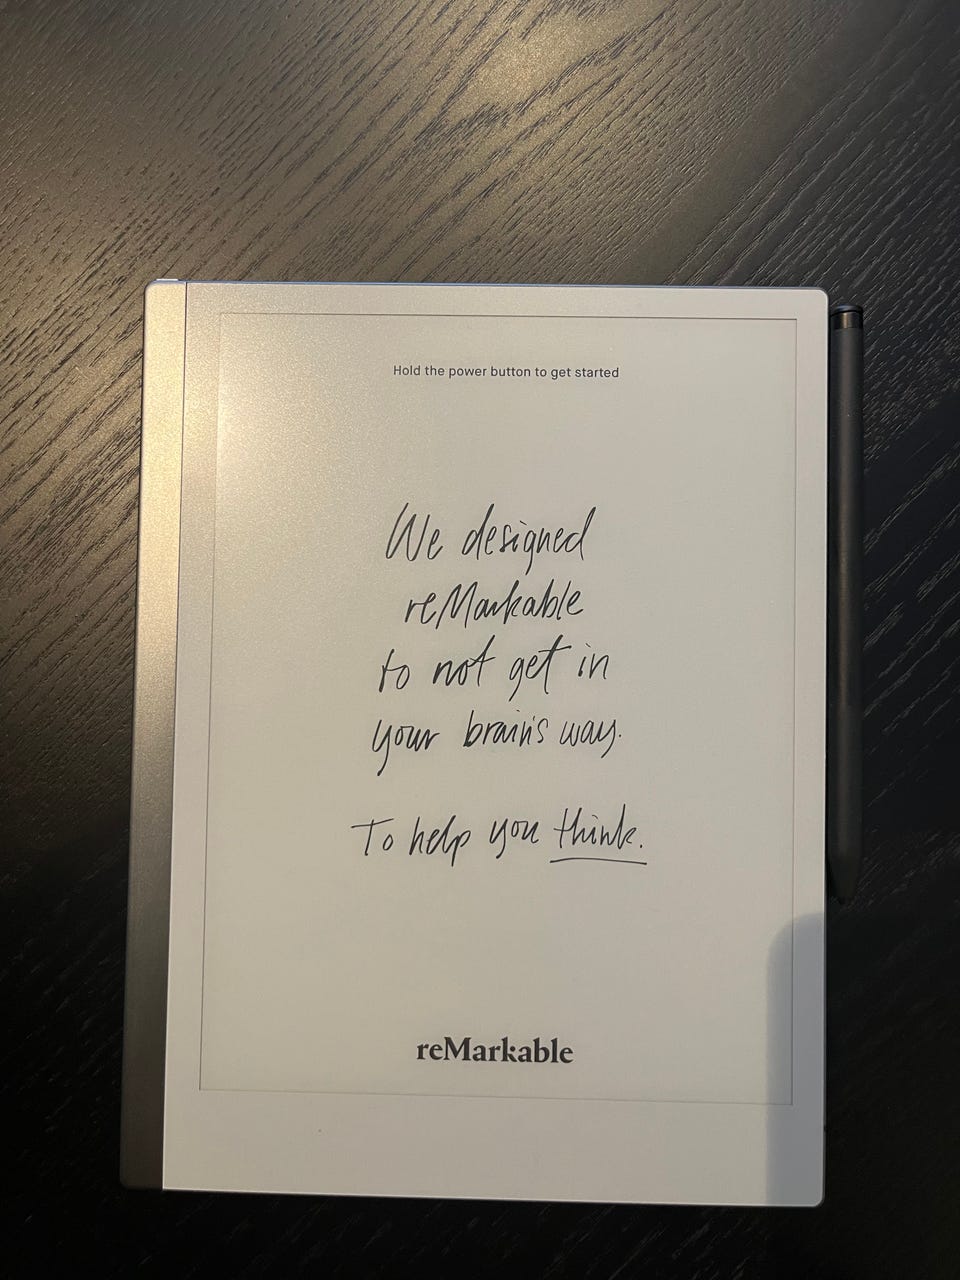 Hold the power button to get started
We designed
reMarkable
to not get in
your brain's way.
To help you think.
reMarkable